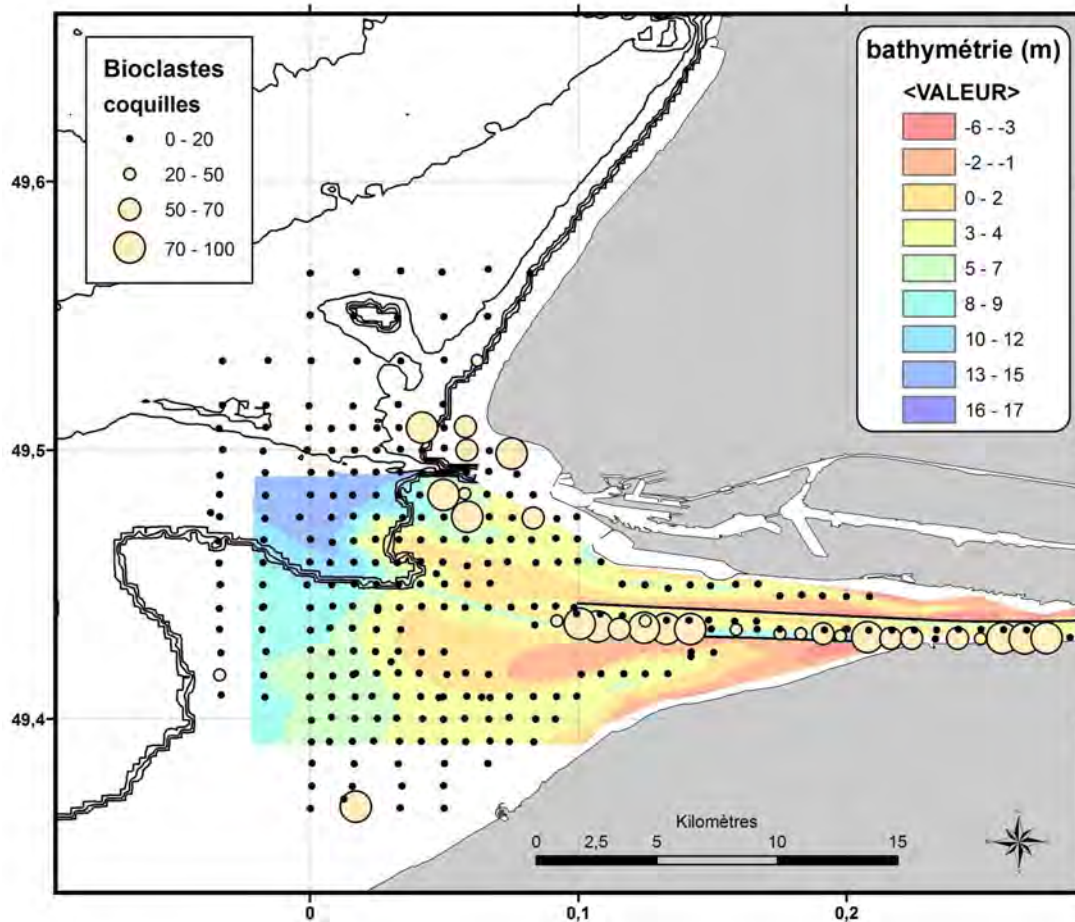 Bioclastes
coquilles
0 - 20
20 - 50
50 - 70
70 - 100
bathymétrie (m)
<VALEUR>
-6 - -3
-2 - -1
0 - 2
3 - 4
5 - 7
8 - 9
10 - 12
13 - 15
16 - 17
49,6
49,5
49,4
Kilomètres
0 2,5 5 10 15
0 0,1 0,2